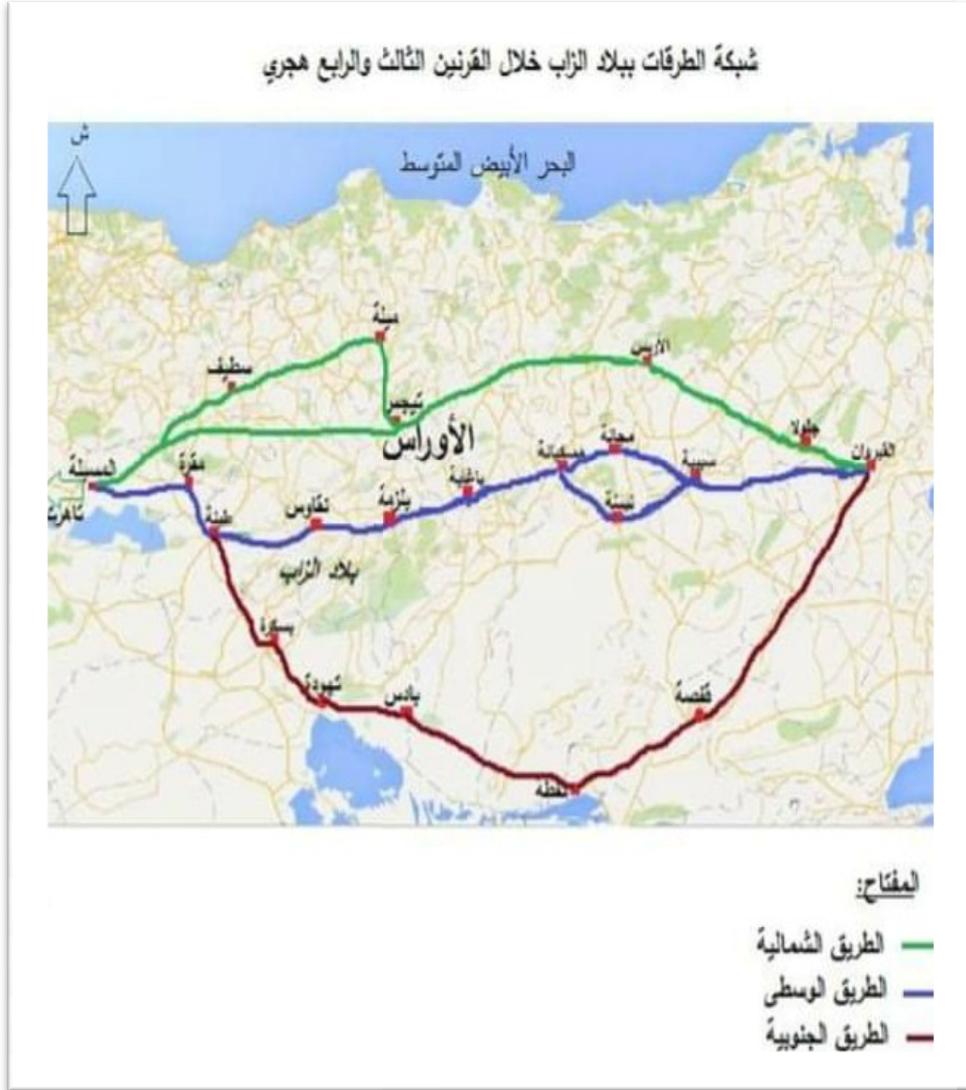 شبكة الطرقات ببلاد الزاب خلال القرنين الثالث والرابع هجري
ش
البحر الأبيض المتوسط
ميلة
الاربس
سطيف
تيجس
الأوراس
جلولا
القيروان
مجانة
مسكيانة
سبيبة
المسيلة
مقرة
باغاية
تاهرت
نقاوس
بلزمة
تبسة
طبنة
بلاد الزاب
بسكرة
تهودة
بادس
قفصة
نفطة
المفتاح:
الطريق الشمالية
الطريق الوسطى
الطريق الجنوبية